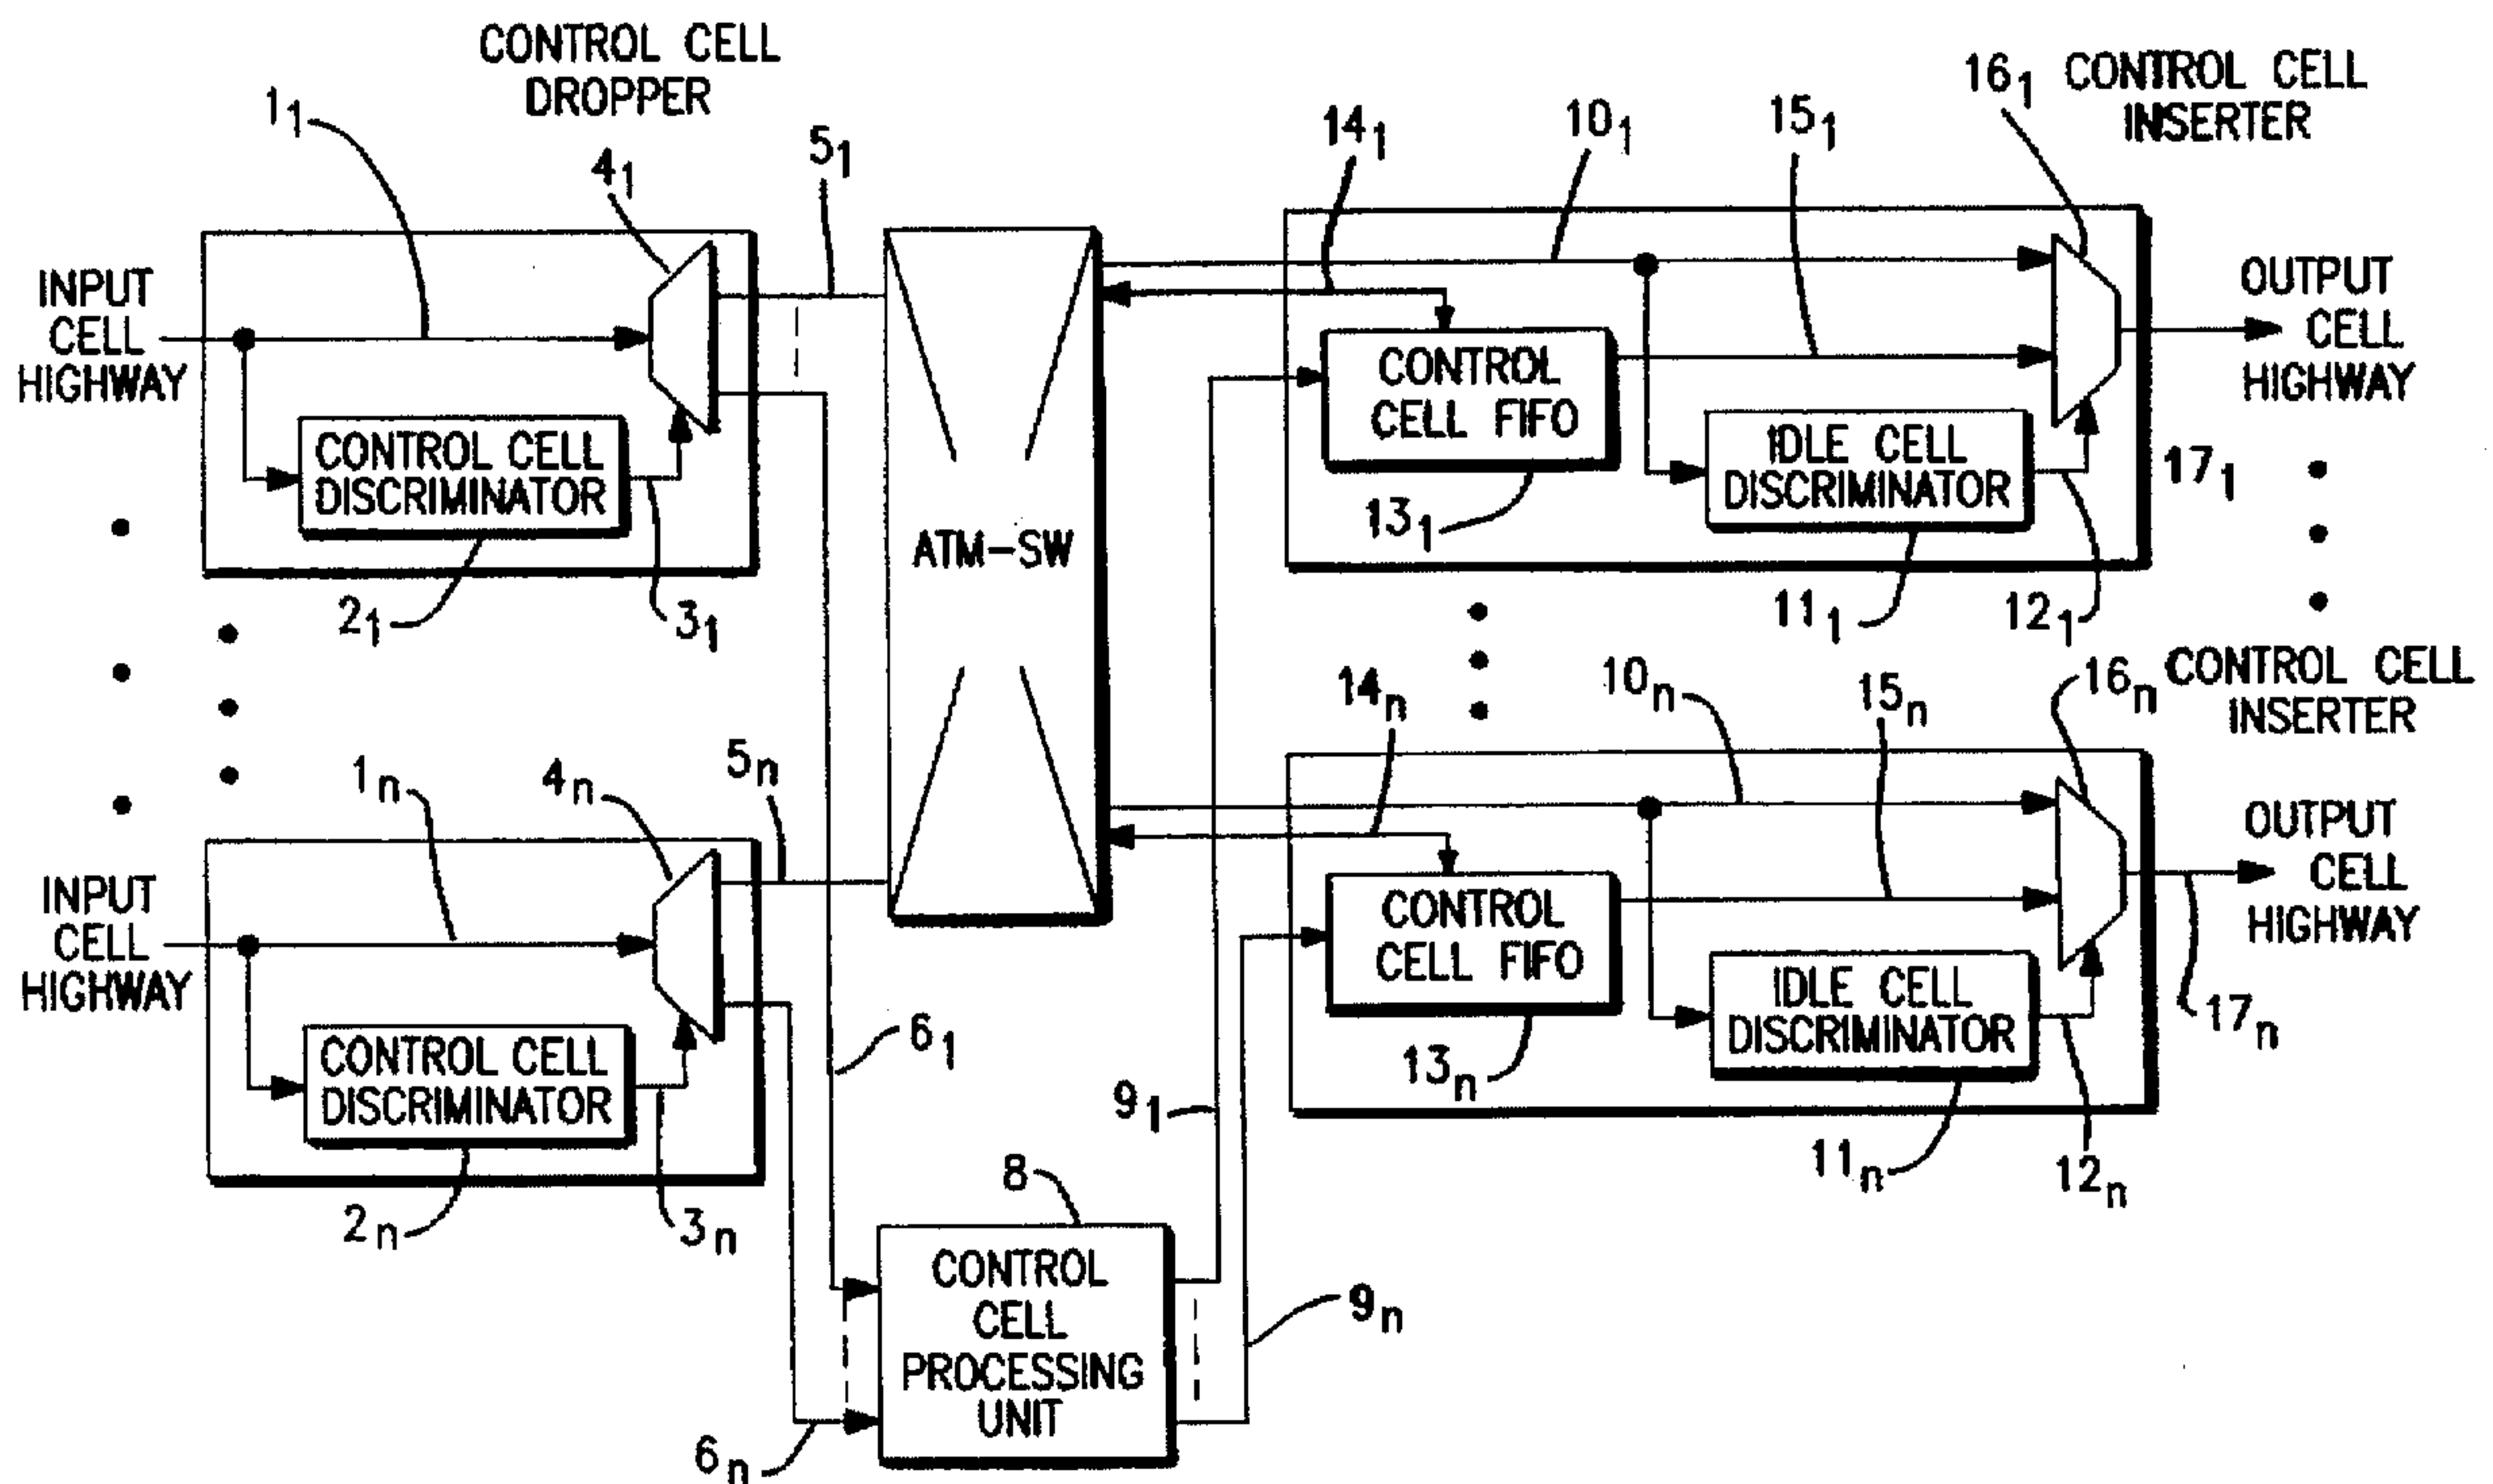 CONTROL CELL
DROPPER
1₁
4₁
5₁
INPUT
CELL
HIGHWAY
CONTROL CELL
DISCRIMINATOR
2₁
3₁
ATM-SW
14₁
10₁
15₁
16₁
CONTROL CELL
INSERTER
CONTROL
CELL FIFO
13₁
IDLE CELL
DISCRIMINATOR
11₁
12₁
OUTPUT
CELL
HIGHWAY
17₁
1ₙ
4ₙ
5ₙ
INPUT
CELL
HIGHWAY
CONTROL CELL
DISCRIMINATOR
2ₙ
3ₙ
14ₙ
10ₙ
15ₙ
16ₙ
CONTROL CELL
INSERTER
CONTROL
CELL FIFO
13ₙ
IDLE CELL
DISCRIMINATOR
11ₙ
12ₙ
OUTPUT
CELL
HIGHWAY
17ₙ
6₁
9₁
8
CONTROL
CELL
PROCESSING
UNIT
6ₙ
9ₙ